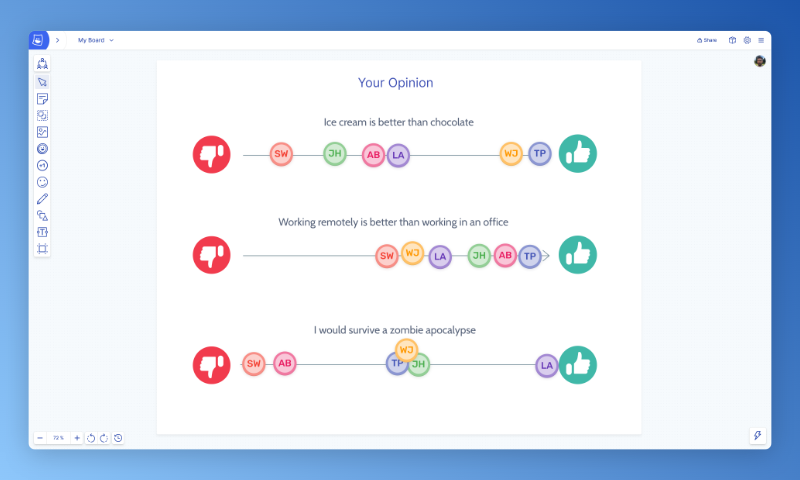 My Board
Share
Your Opinion
Ice cream is better than chocolate
SW JH AB LA WJ TP
Working remotely is better than working in an office
SW WJ LA JH AB TP
I would survive a zombie apocalypse
SW AB TP WJ JH LA
+1
72%